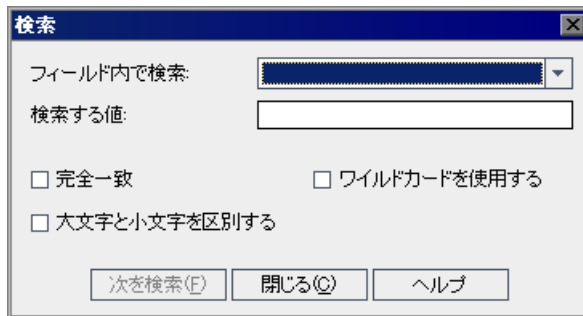 検索
フィールド内で検索:
検索する値:
完全一致 ワイルドカードを使用する
大文字と小文字を区別する
次を検索(F) 閉じる(C) ヘルプ